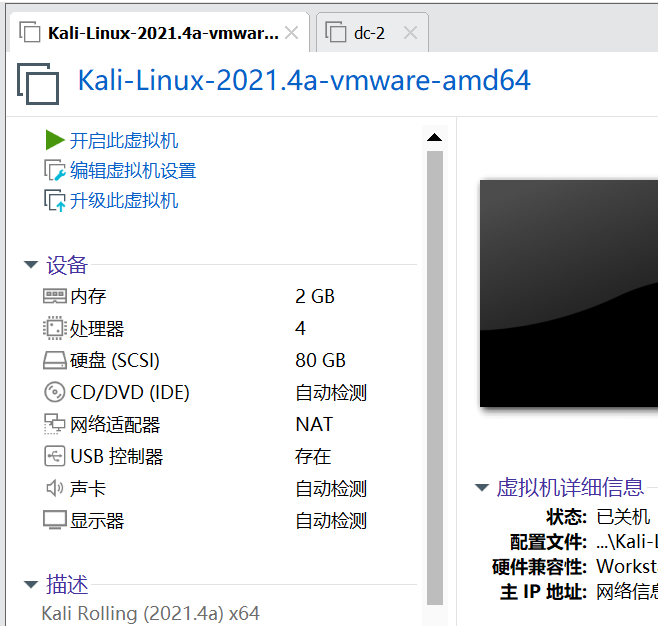 Kali-Linux-2021.4a-vmwar...
dc-2
Kali-Linux-2021.4a-vmware-amd64
开启此虚拟机
编辑虚拟机设置
升级此虚拟机
设备
内存 2 GB
处理器 4
硬盘 (SCSI) 80 GB
CD/DVD (IDE) 自动检测
网络适配器 NAT
USB 控制器 存在
声卡 自动检测
显示器 自动检测
描述
Kali Rolling (2021.4a) x64
虚拟机详细信息
状态: 已关机
配置文件: ...\Kali-L
硬件兼容性: Workst
主 IP 地址: 网络信息